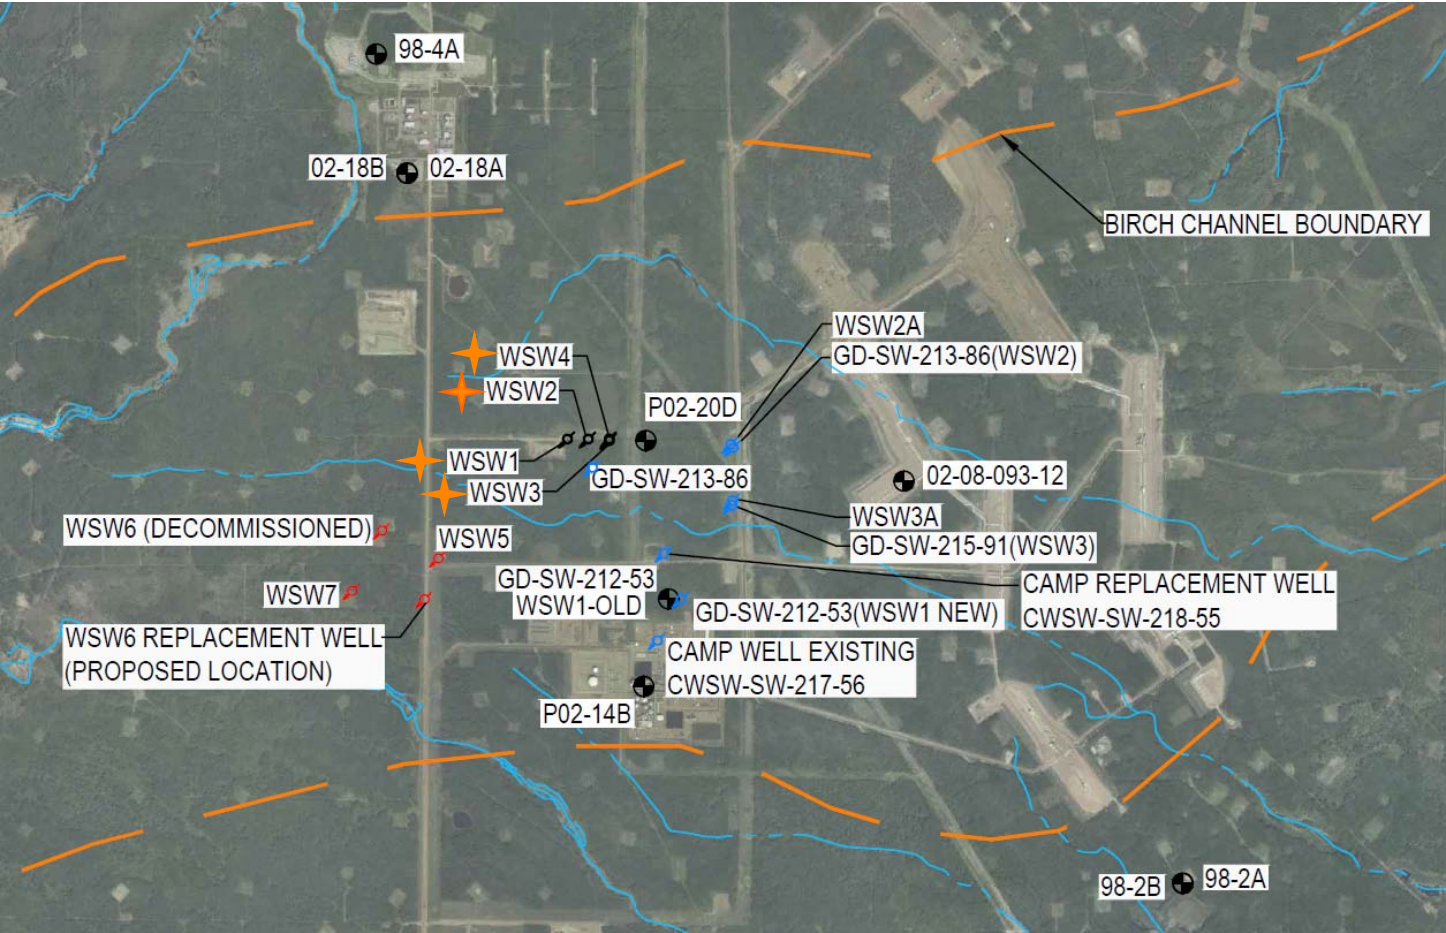 98-4A
02-18B
02-18A
BIRCH CHANNEL BOUNDARY
WSW2A
WSW4
GD-SW-213-86(WSW2)
WSW2
P02-20D
WSW1
GD-SW-213-86
02-08-093-12
WSW3
WSW3A
WSW6 (DECOMMISSIONED)
WSW5
GD-SW-215-91(WSW3)
GD-SW-212-53
WSW1-OLD
CAMP REPLACEMENT WELL
CWSW-SW-218-55
WSW7
GD-SW-212-53(WSW1 NEW)
WSW6 REPLACEMENT WELL
(PROPOSED LOCATION)
CAMP WELL EXISTING
CWSW-SW-217-56
P02-14B
98-2B
98-2A